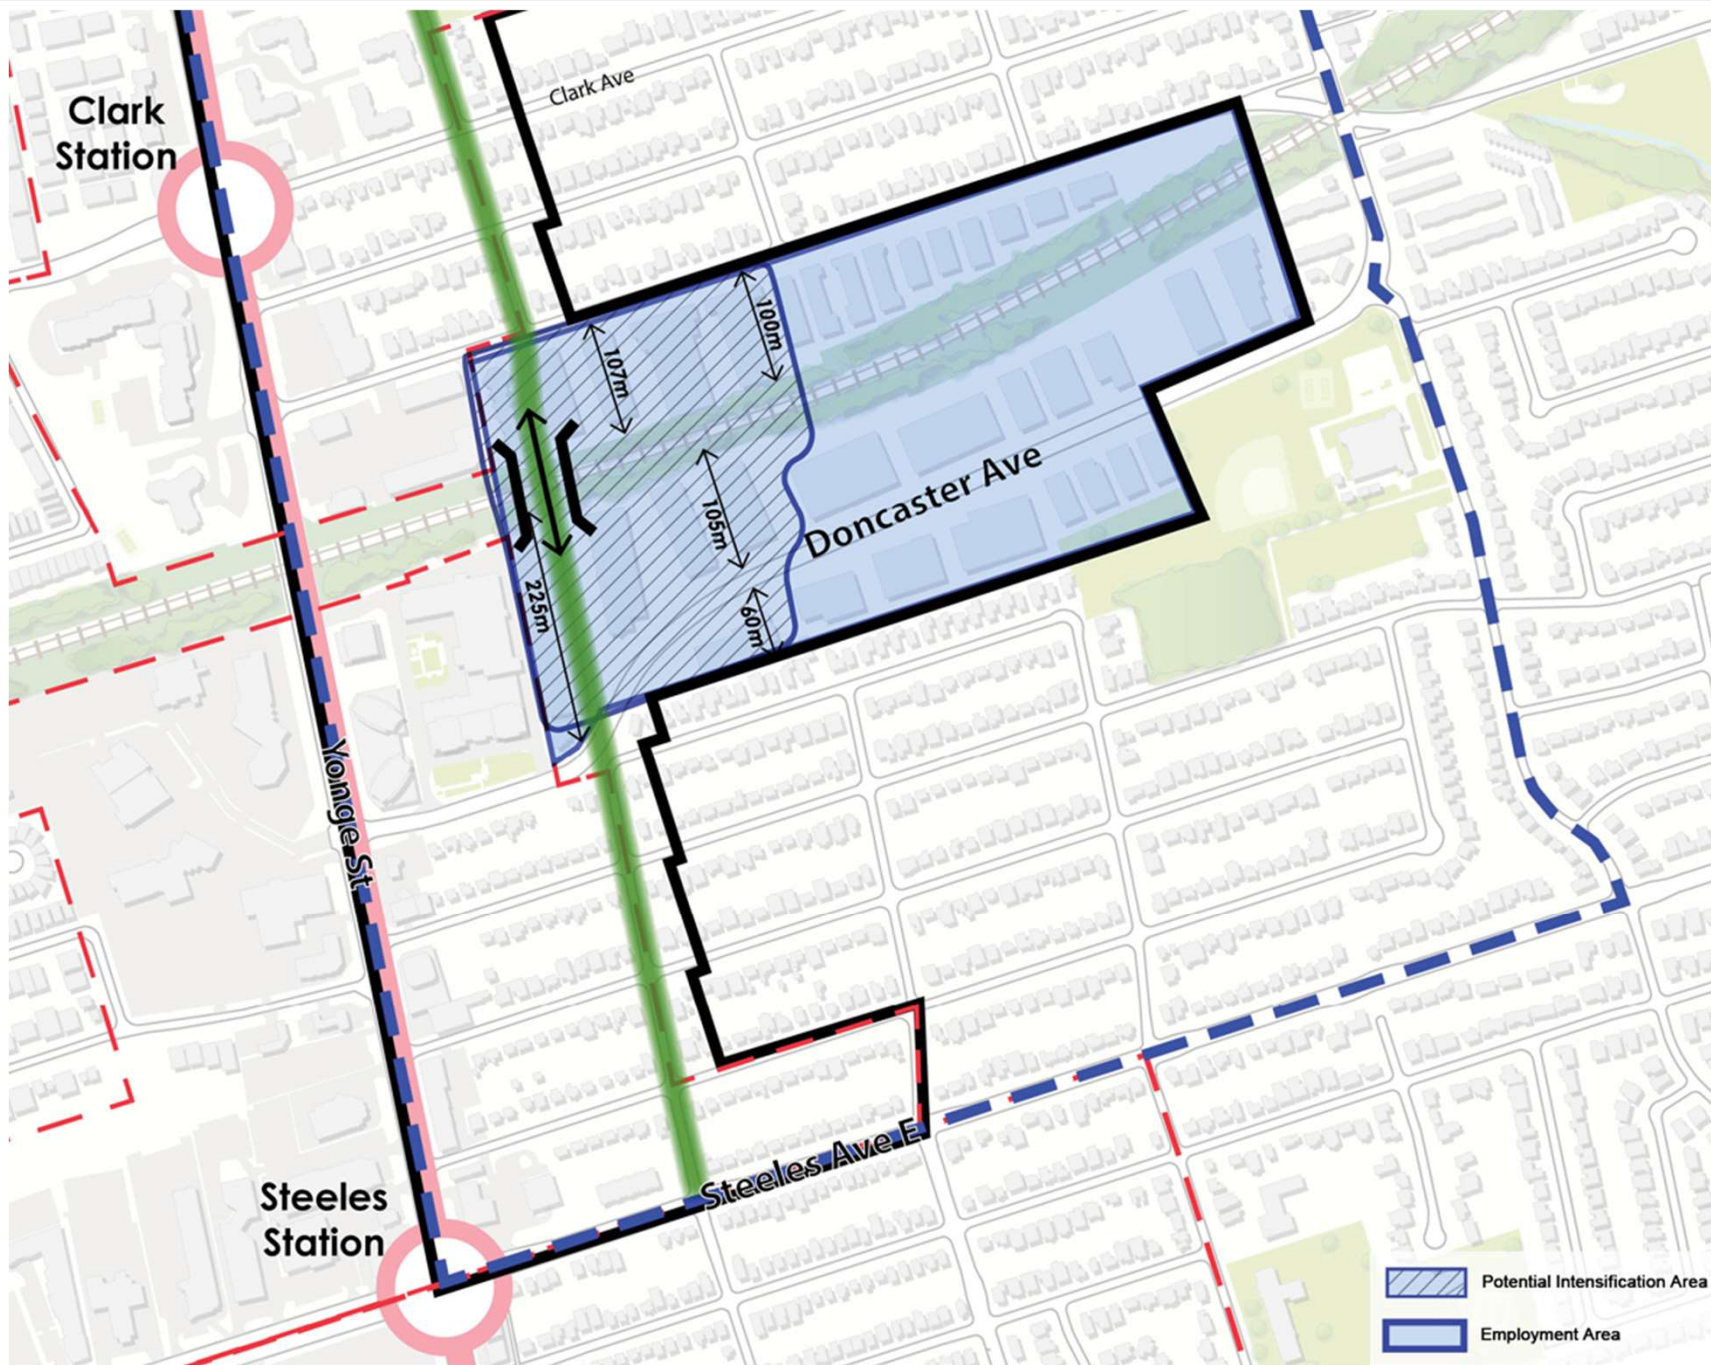 Clark Ave
Clark
Station
100m
107m
Doncaster Ave
105m
225m
60m
Yonge St
Steeles Ave E
Steeles
Station
Potential Intensification Area
Employment Area